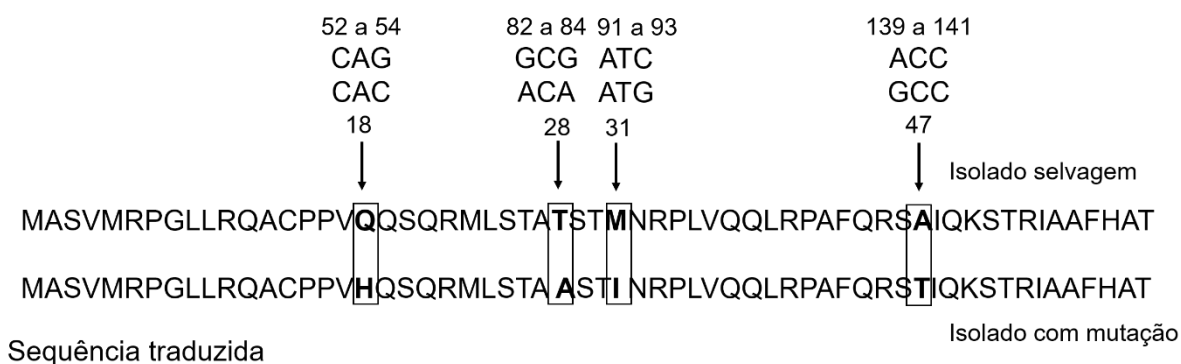 52 a 54 82 a 84 91 a 93 139 a 141
CAG GCG ATC ACC
CAC ACA ATG GCC
18 28 31 47
Isolado selvagem
MASVMRPGLLRQACPPVQQSQRMLSTATSTMNRPLVQQLRPAFQRSAIQKSTRIAAFHAT
MASVMRPGLLRQACPPVHQSQRMLSTAASTINRPLVQQLRPAFQRSTIQKSTRIAAFHAT
Isolado com mutação
Sequência traduzida